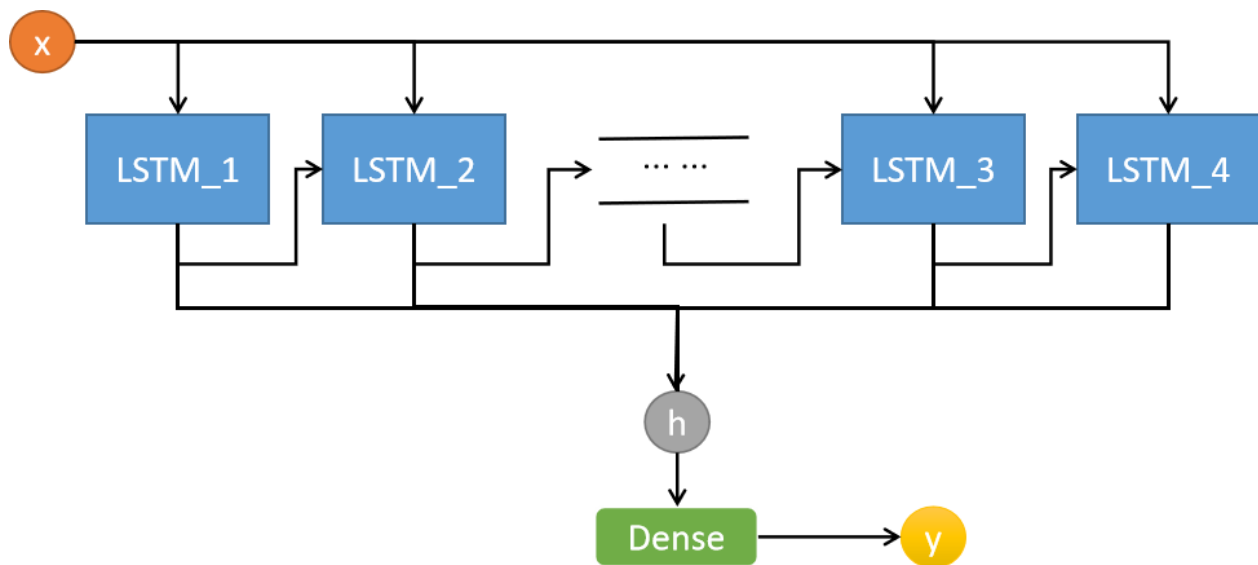 x
LSTM_1
LSTM_2
... ...
LSTM_3
LSTM_4
h
Dense
y